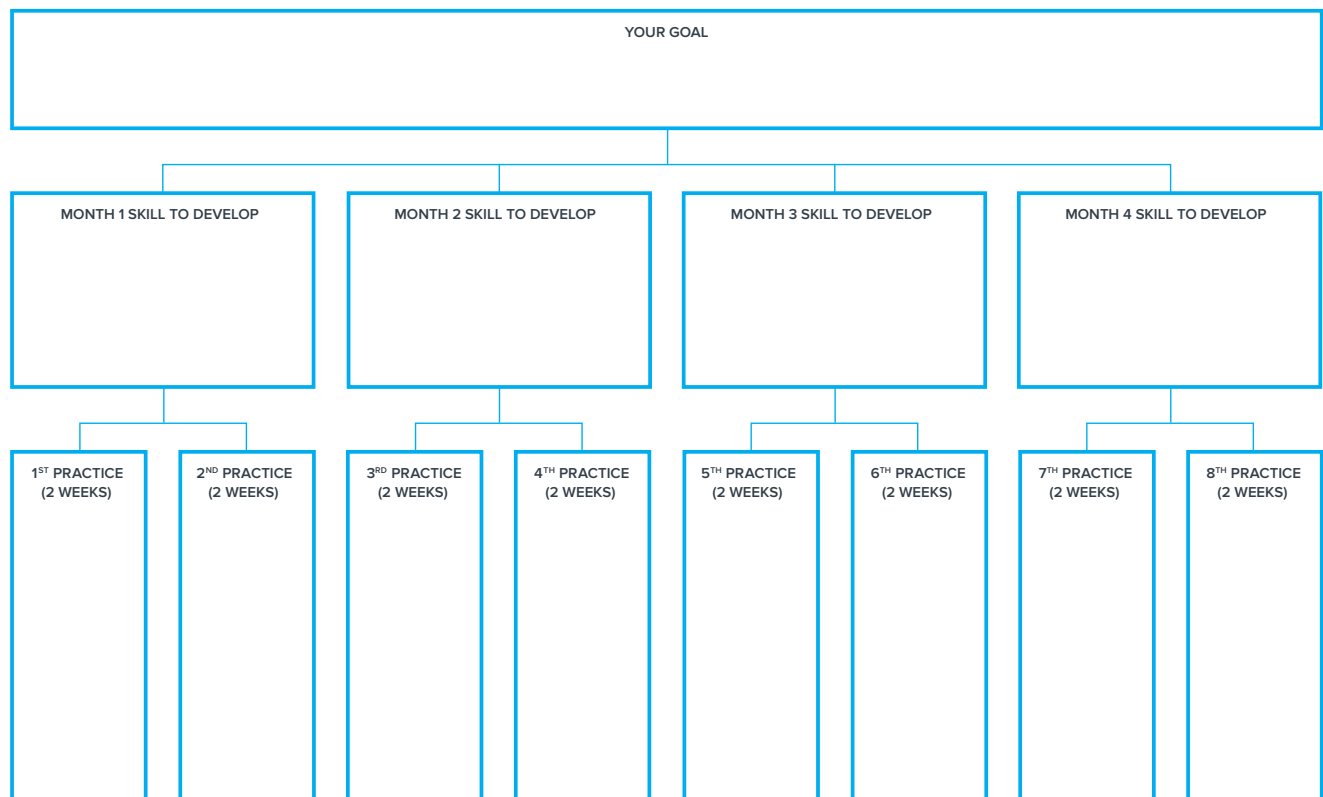 YOUR GOAL
MONTH 1 SKILL TO DEVELOP
MONTH 2 SKILL TO DEVELOP
MONTH 3 SKILL TO DEVELOP
MONTH 4 SKILL TO DEVELOP
1ST PRACTICE
(2 WEEKS)
2ND PRACTICE
(2 WEEKS)
3RD PRACTICE
(2 WEEKS)
4TH PRACTICE
(2 WEEKS)
5TH PRACTICE
(2 WEEKS)
6TH PRACTICE
(2 WEEKS)
7TH PRACTICE
(2 WEEKS)
8TH PRACTICE
(2 WEEKS)